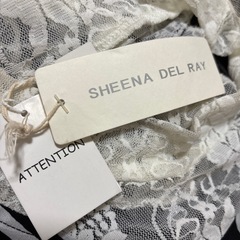 SHEENA DEL RAY
ATTENTION